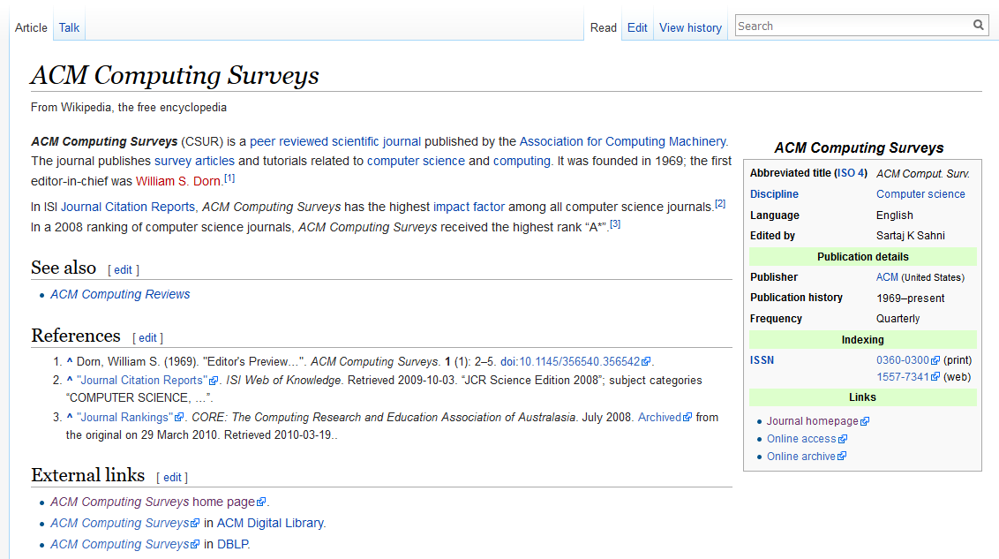 Article Talk Read Edit View history Search
ACM Computing Surveys
From Wikipedia, the free encyclopedia
ACM Computing Surveys (CSUR) is a peer reviewed scientific journal published by the Association for Computing Machinery.
The journal publishes survey articles and tutorials related to computer science and computing. It was founded in 1969; the first
editor-in-chief was William S. Dorn.[1]
In ISI Journal Citation Reports, ACM Computing Surveys has the highest impact factor among all computer science journals.[2]
In a 2008 ranking of computer science journals, ACM Computing Surveys received the highest rank “A*”.[3]
See also [ edit ]
• ACM Computing Reviews
References [ edit ]
1. ^ Dorn, William S. (1969). "Editor's Preview…". ACM Computing Surveys. 1 (1): 2–5. doi:10.1145/356540.356542.
2. ^ "Journal Citation Reports". ISI Web of Knowledge. Retrieved 2009-10-03. “JCR Science Edition 2008”; subject categories
“COMPUTER SCIENCE, …”.
3. ^ "Journal Rankings". CORE: The Computing Research and Education Association of Australasia. July 2008. Archived from
the original on 29 March 2010. Retrieved 2010-03-19..
External links [ edit ]
• ACM Computing Surveys home page.
• ACM Computing Surveys in ACM Digital Library.
• ACM Computing Surveys in DBLP.
ACM Computing Surveys
Abbreviated title (ISO 4) ACM Comput. Surv.
Discipline Computer science
Language English
Edited by Sartaj K Sahni
Publication details
Publisher ACM (United States)
Publication history 1969–present
Frequency Quarterly
Indexing
ISSN 0360-0300 (print)
1557-7341 (web)
Links
• Journal homepage
• Online access
• Online archive